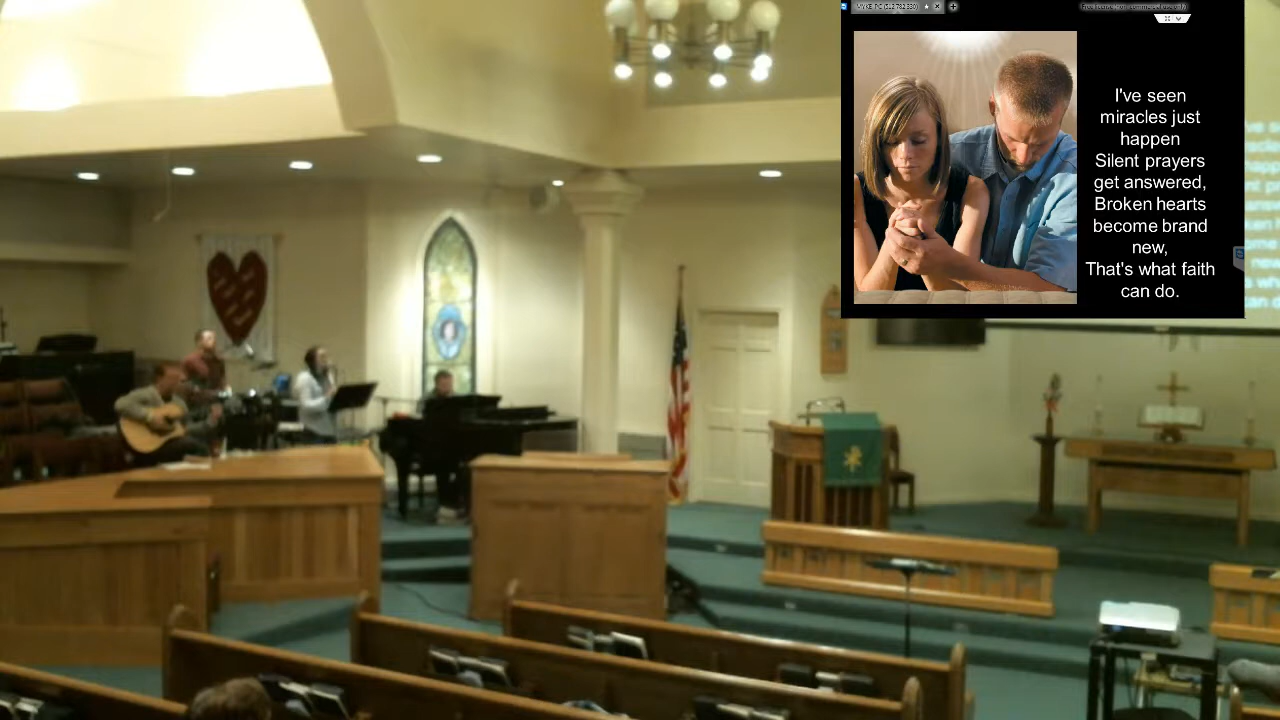 I've seen
miracles just
happen
Silent prayers
get answered,
Broken hearts
become brand
new,
That's what faith
can do.